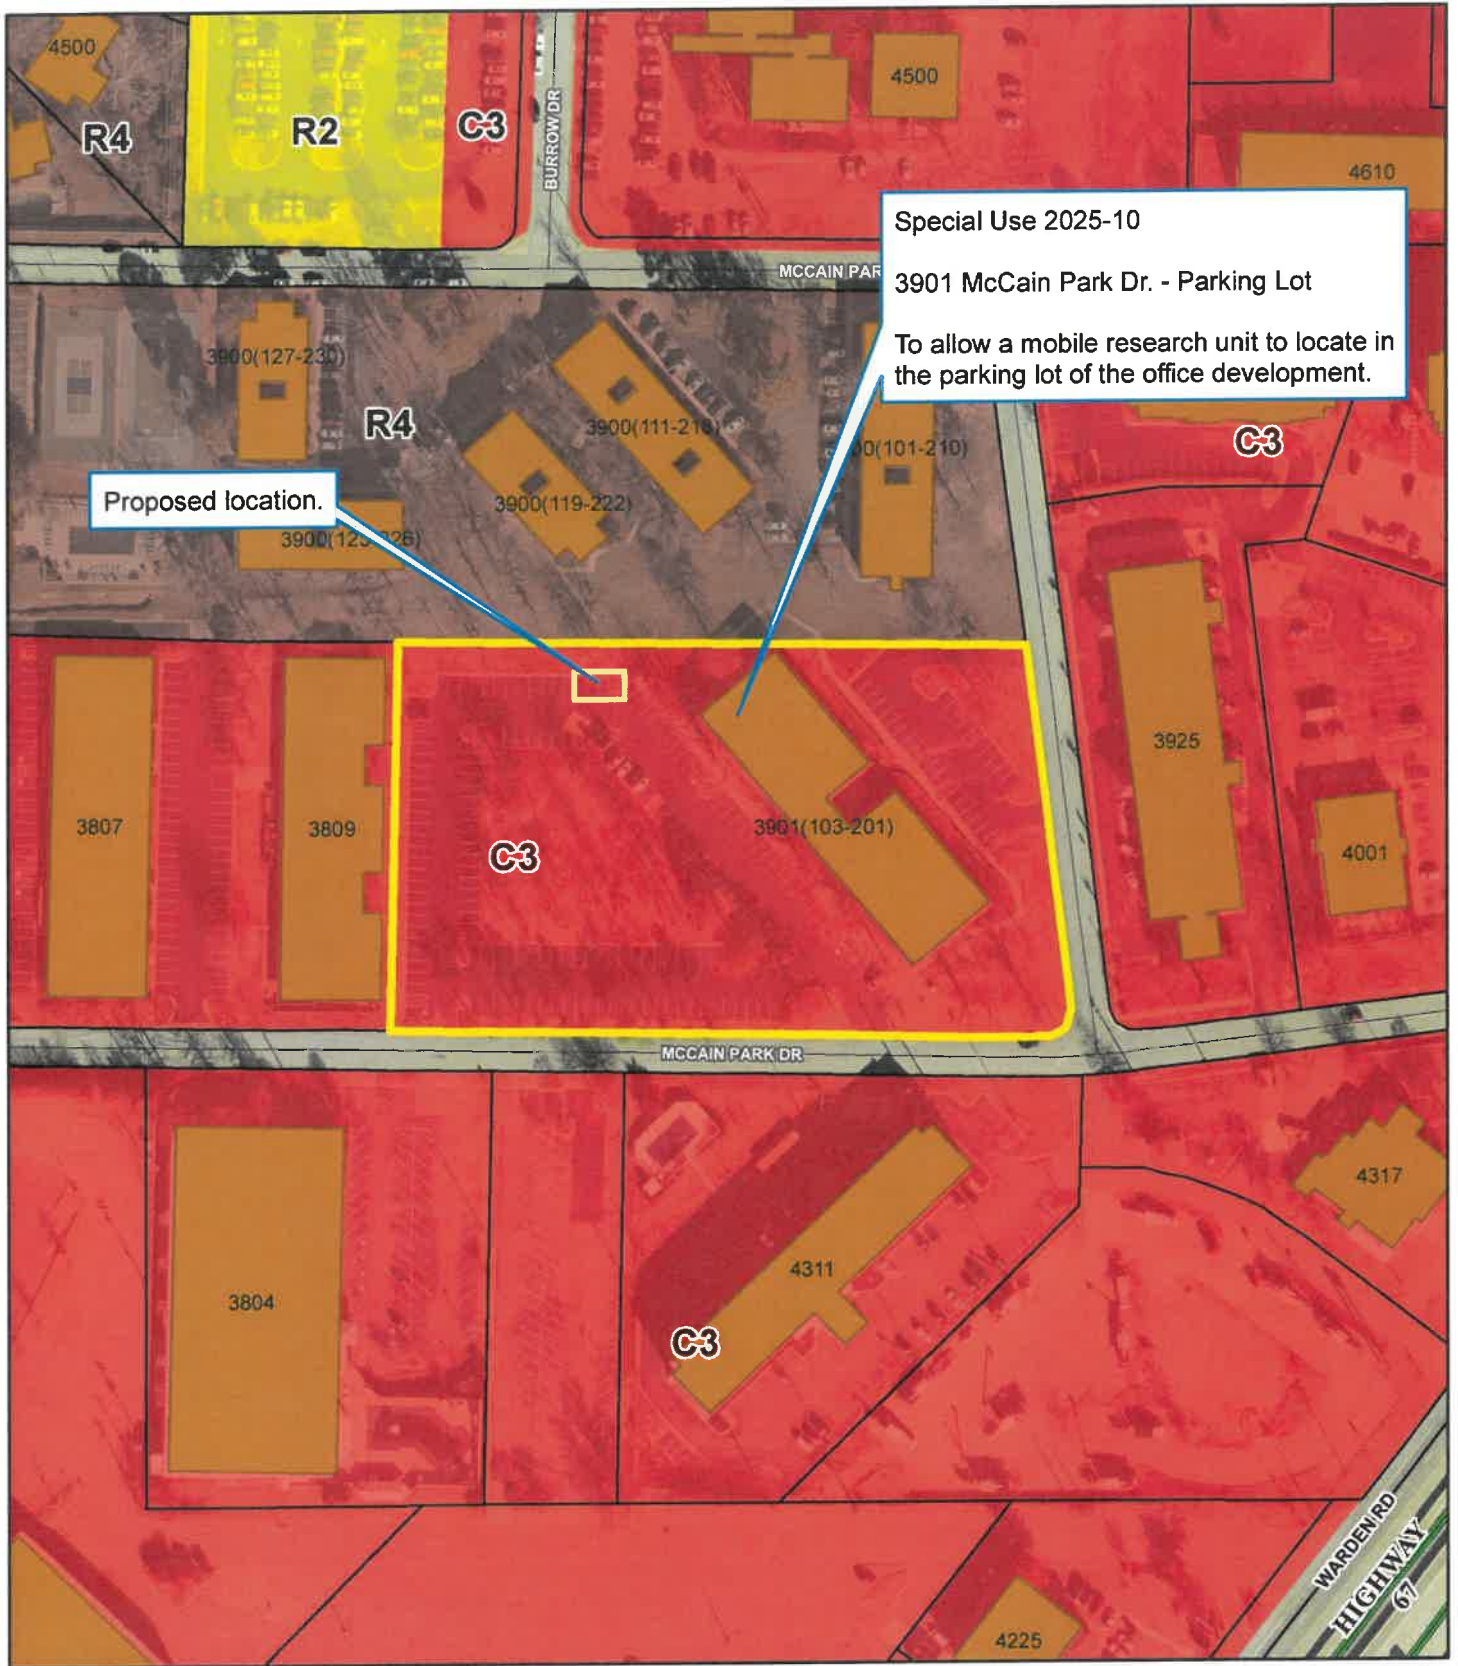 4500
R4
R2
C3
BURROW DR
4500
4610
MCCAIN PAR
Special Use 2025-10
3901 McCain Park Dr. - Parking Lot
To allow a mobile research unit to locate in
the parking lot of the office development.
3900(127-230)
R4
3900(111-218)
00(101-210)
C3
Proposed location.
3900(119-222)
3807
3809
C3
3901(103-201)
3925
4001
MCCAIN PARK DR
3804
4311
C3
4317
4225
WARDEN RD
HIGHWAY
67